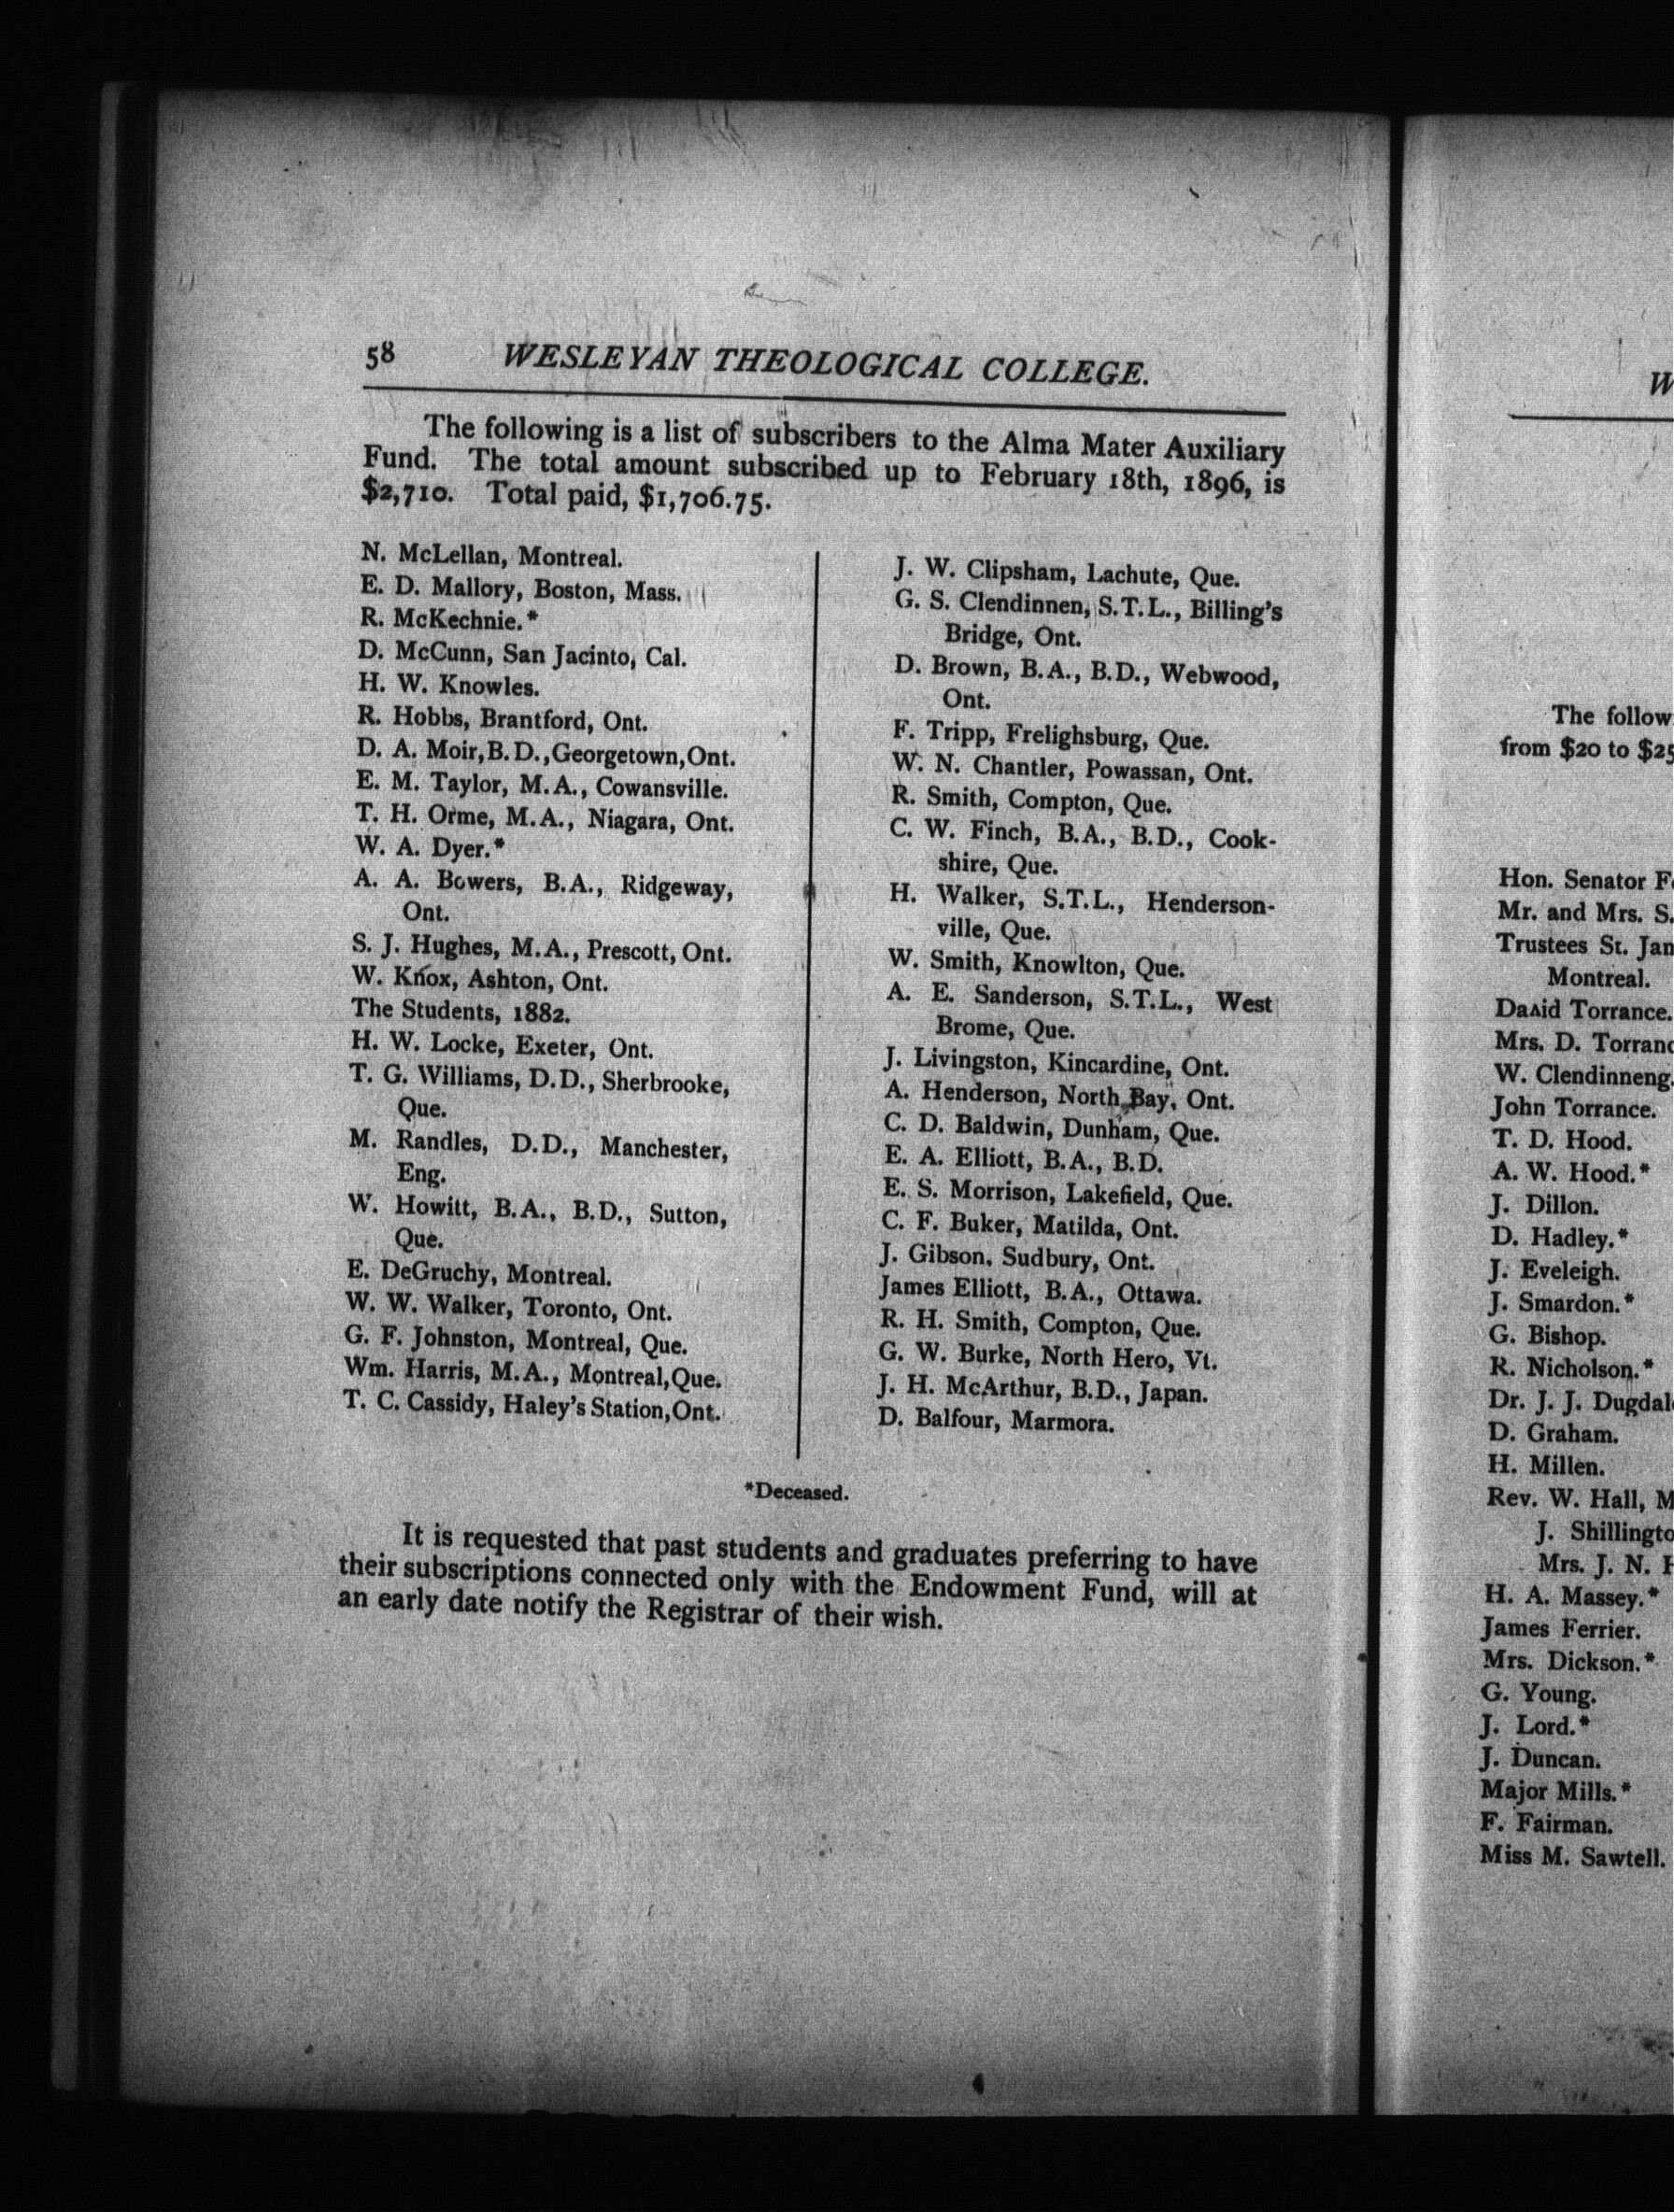 58 WESLEYAN THEOLOGICAL COLLEGE.
The following is a list of subscribers to the Alma Mater Auxiliary
Fund. The total amount subscribed up to February 18th, 1896, is
$2,710. Total paid, $1,706.75.
N. McLellan, Montreal.
E. D. Mallory, Boston, Mass.
R. McKechnie.*
D. McCunn, San Jacinto, Cal.
H. W. Knowles.
R. Hobbs, Brantford, Ont.
D. A. Moir, B.D., Georgetown, Ont.
E. M. Taylor, M.A., Cowansville.
T. H. Orme, M.A., Niagara, Ont.
W. A. Dyer.*
A. A. Bowers, B.A., Ridgeway,
Ont.
S. J. Hughes, M.A., Prescott, Ont.
W. Knox, Ashton, Ont.
The Students, 1882.
H. W. Locke, Exeter, Ont.
T. G. Williams, D.D., Sherbrooke,
Que.
M. Randles, D.D., Manchester,
Eng.
W. Howitt, B.A., B.D., Sutton,
Que.
E. DeGruchy, Montreal.
W. W. Walker, Toronto, Ont.
G. F. Johnston, Montreal, Que.
Wm. Harris, M.A., Montreal, Que.
T. C. Cassidy, Haley's Station, Ont.
J. W. Clipsham, Lachute, Que.
G. S. Clendinnen, S.T.L., Billing's
Bridge, Ont.
D. Brown, B.A., B.D., Webwood,
Ont.
F. Tripp, Frelighsburg, Que.
W. N. Chantler, Powassan, Ont.
R. Smith, Compton, Que.
C. W. Finch, B.A., B.D., Cook-
shire, Que.
H. Walker, S.T.L., Henderson-
ville, Que.
W. Smith, Knowlton, Que.
A. E. Sanderson, S.T.L., West
Brome, Que.
J. Livingston, Kincardine, Ont.
A. Henderson, North Bay, Ont.
C. D. Baldwin, Dunham, Que.
E. A. Elliott, B.A., B.D.
E. S. Morrison, Lakefield, Que.
C. F. Buker, Matilda, Ont.
J. Gibson, Sudbury, Ont.
James Elliott, B.A., Ottawa.
R. H. Smith, Compton, Que.
G. W. Burke, North Hero, Vt.
J. H. McArthur, B.D., Japan.
D. Balfour, Marmora.
*Deceased.
It is requested that past students and graduates preferring to have
their subscriptions connected only with the Endowment Fund, will at
an early date notify the Registrar of their wish.
W
The follow
from $20 to $25
Hon. Senator F
Mr. and Mrs. S.
Trustees St. Jan
Montreal.
Daʌid Torrance.
Mrs. D. Torranc
W. Clendinneng.
John Torrance.
T. D. Hood.
A. W. Hood.*
J. Dillon.
D. Hadley.*
J. Eveleigh.
J. Smardon.*
G. Bishop.
R. Nicholson.*
Dr. J. J. Dugdal
D. Graham.
H. Millen.
Rev. W. Hall, M
J. Shillingto
Mrs. J. N. H
H. A. Massey.*
James Ferrier.
Mrs. Dickson.*
G. Young.
J. Lord.*
J. Duncan.
Major Mills.*
F. Fairman.
Miss M. Sawtell.